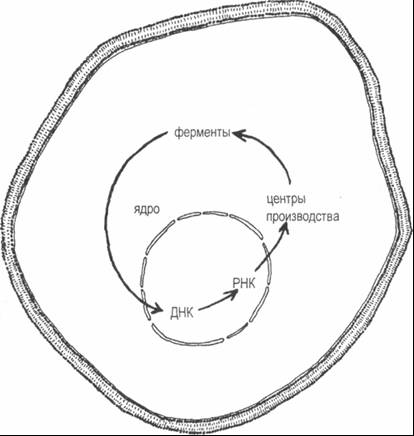 ферменты
центры
производства
ядро
РНК
ДНК